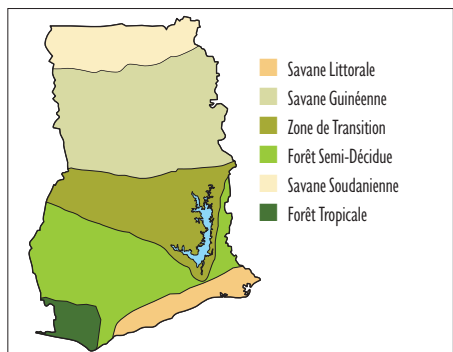 Savane Littorale
Savane Guinéenne
Zone de Transition
Forêt Semi-Décidue
Savane Soudanienne
Forêt Tropicale